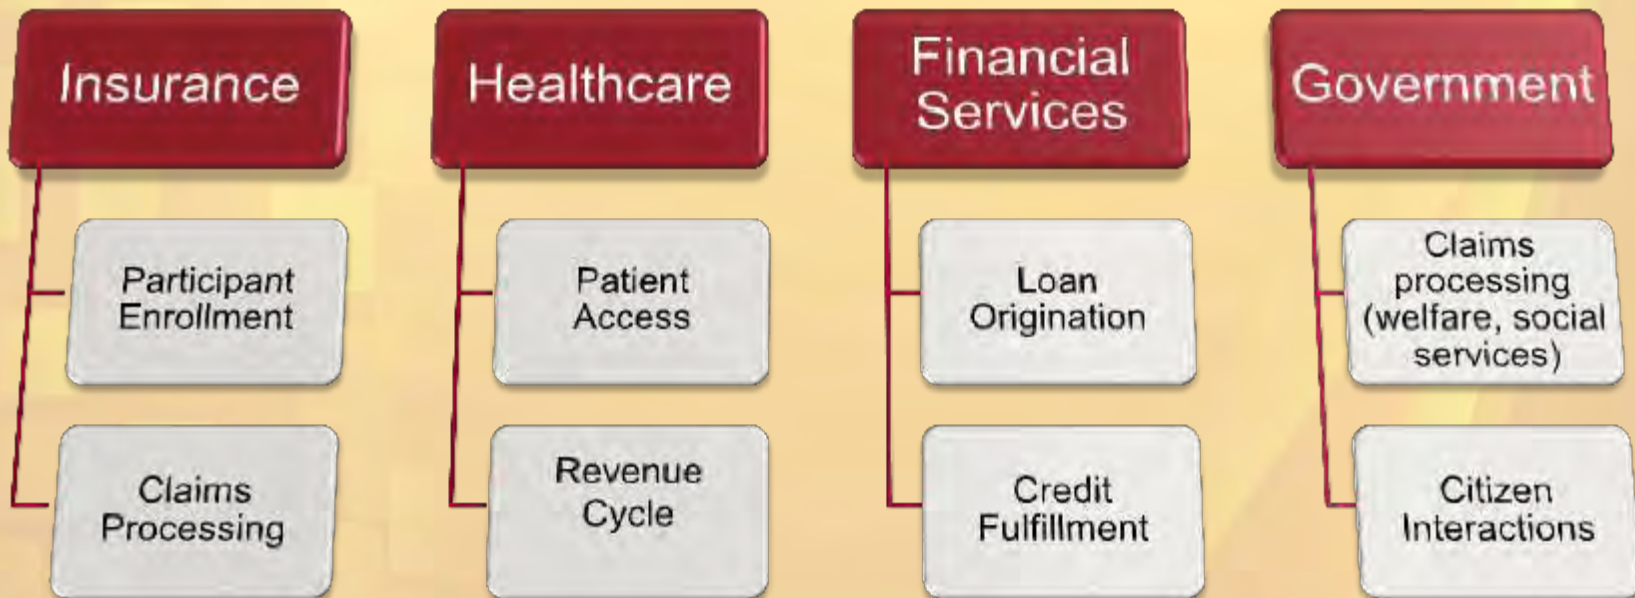 Insurance
Participant
Enrollment
Claims
Processing
Healthcare
Patient
Access
Revenue
Cycle
Financial
Services
Loan
Origination
Credit
Fulfillment
Government
Claims
processing
(welfare, social
services)
Citizen
Interactions